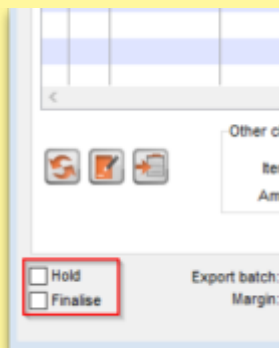 Other c
Ite
Am
Hold
Export batch:
Finalise
Margin: